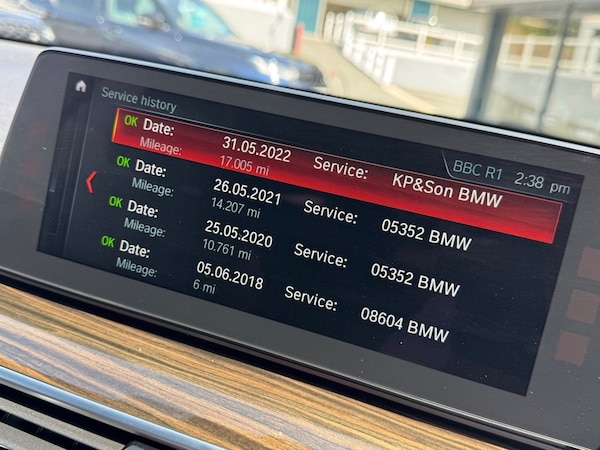 Service history
BBC R1 2:38 pm
OK Date: 31.05.2022 Service: KP&Son BMW
Mileage: 17.005 mi
OK Date: 26.05.2021 Service: 05352 BMW
Mileage: 14.207 mi
OK Date: 25.05.2020 Service: 05352 BMW
Mileage: 10.761 mi
OK Date: 05.06.2018 Service: 08604 BMW
Mileage: 6 mi